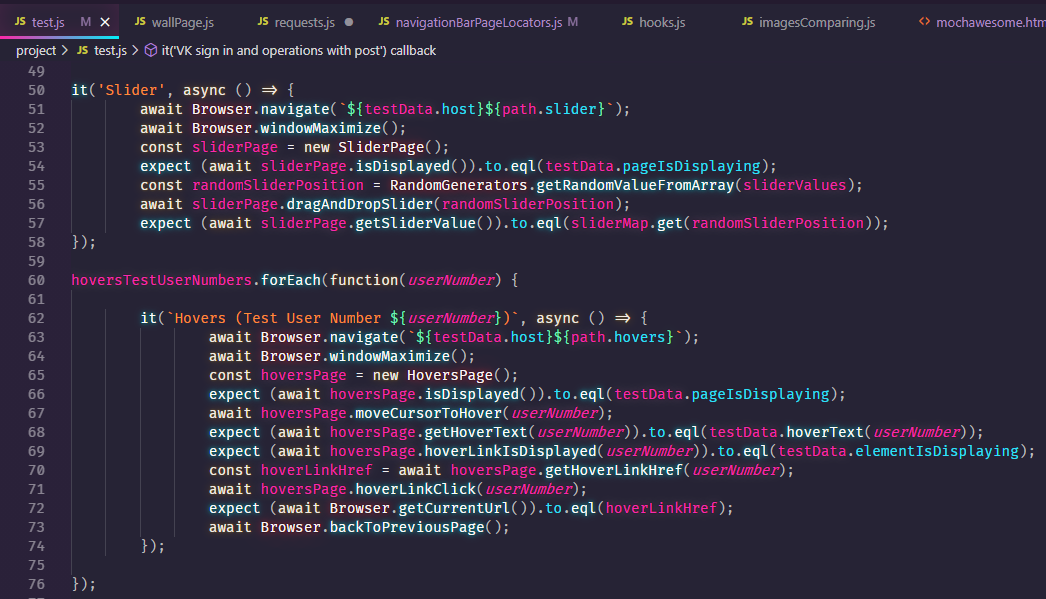 JS test.js M × JS wallPage.js JS requests.js ● JS navigationBarPageLocators.js M JS hooks.js JS imagesComparing.js <> mochawesome.htm
project > JS test.js > it('VK sign in and operations with post') callback
49
50 it('Slider', async () => {
51 await Browser.navigate(`${testData.host}${path.slider}`);
52 await Browser.windowMaximize();
53 const sliderPage = new SliderPage();
54 expect (await sliderPage.isDisplayed()).to.eql(testData.pageIsDisplaying);
55 const randomSliderPosition = RandomGenerators.getRandomValueFromArray(sliderValues);
56 await sliderPage.dragAndDropSlider(randomSliderPosition);
57 expect (await sliderPage.getSliderValue()).to.eql(sliderMap.get(randomSliderPosition));
58 });
59
60 hoversTestUserNumbers.forEach(function(userNumber) {
61
62 it(`Hovers (Test User Number ${userNumber})`, async () => {
63 await Browser.navigate(`${testData.host}${path.hovers}`);
64 await Browser.windowMaximize();
65 const hoversPage = new HoversPage();
66 expect (await hoversPage.isDisplayed()).to.eql(testData.pageIsDisplaying);
67 await hoversPage.moveCursorToHover(userNumber);
68 expect (await hoversPage.getHoverText(userNumber)).to.eql(testData.hoverText(userNumber));
69 expect (await hoversPage.hoverLinkIsDisplayed(userNumber)).to.eql(testData.elementIsDisplaying);
70 const hoverLinkHref = await hoversPage.getHoverLinkHref(userNumber);
71 await hoversPage.hoverLinkClick(userNumber);
72 expect (await Browser.getCurrentUrl()).to.eql(hoverLinkHref);
73 await Browser.backToPreviousPage();
74 });
75
76 });